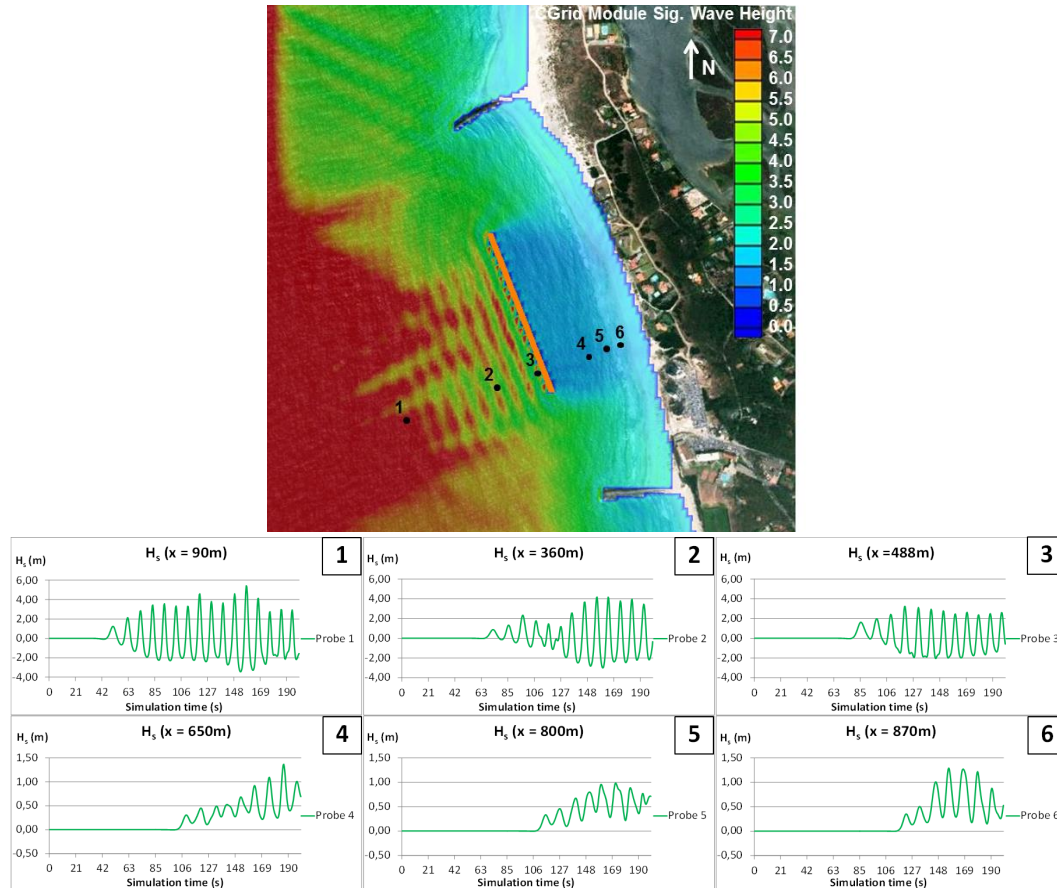 CGrid Module Sig. Wave Height
7.0
6.0
5.0
4.5
4.0
3.5
3.0
2.5
2.0
1.5
1.0
0.5
0.0
N
1
2
3
4
5
6
Hs (x = 90m)
1
Hs (m)
6,00
4,00
2,00
0,00
-2,00
-4,00
0 21 42 63 85 106 127 148 169 190
Simulation time (s)
Probe 1
Hs (x = 360m)
2
Hs (m)
6,00
4,00
2,00
0,00
-2,00
-4,00
0 21 42 63 85 106 127 148 169 190
Simulation time (s)
Probe 2
Hs (x =488m)
3
Hs (m)
6,00
4,00
2,00
0,00
-2,00
-4,00
0 21 42 63 85 106 127 148 169 190
Simulation time (s)
Probe 3
Hs (x = 650m)
4
Hs (m)
1,50
1,00
0,50
0,00
-0,50
0 21 42 63 85 106 127 148 169 190
Simulation time (s)
Probe 4
Hs (x = 800m)
5
Hs (m)
1,50
1,00
0,50
0,00
-0,50
0 21 42 63 85 106 127 148 169 190
Simulation time (s)
Probe 5
Hs (x = 870m)
6
Hs (m)
1,50
1,00
0,50
0,00
-0,50
0 21 42 63 85 106 127 148 169 190
Simulation time (s)
Probe 6